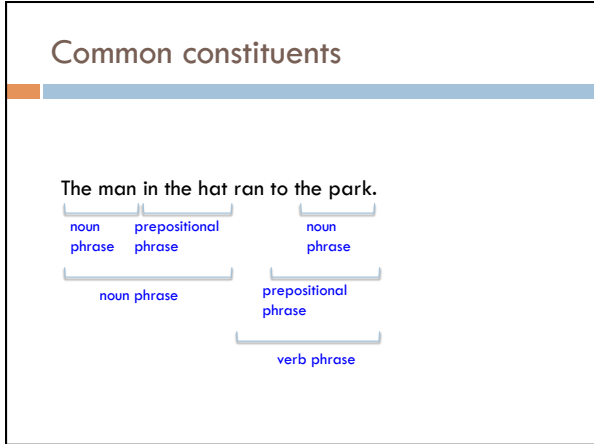 Common constituents
The man in the hat ran to the park.
noun prepositional noun
phrase phrase phrase
noun phrase prepositional
phrase
verb phrase